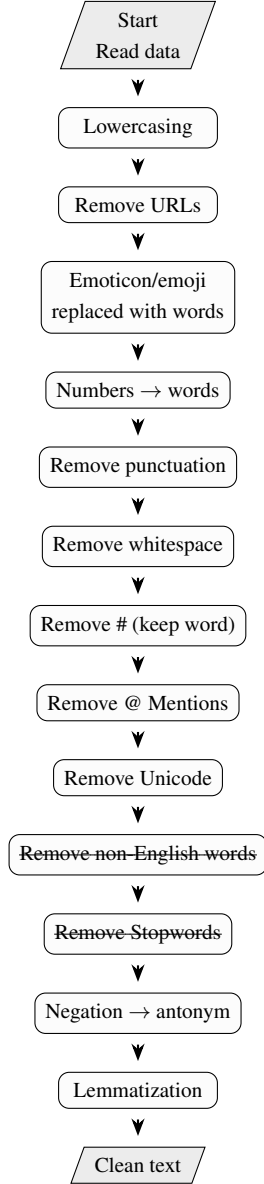 Start
Read data
Lowercasing
Remove URLs
Emoticon/emoji
replaced with words
Numbers → words
Remove punctuation
Remove whitespace
Remove # (keep word)
Remove @ Mentions
Remove Unicode
Remove non-English words
Remove Stopwords
Negation → antonym
Lemmatization
Clean text